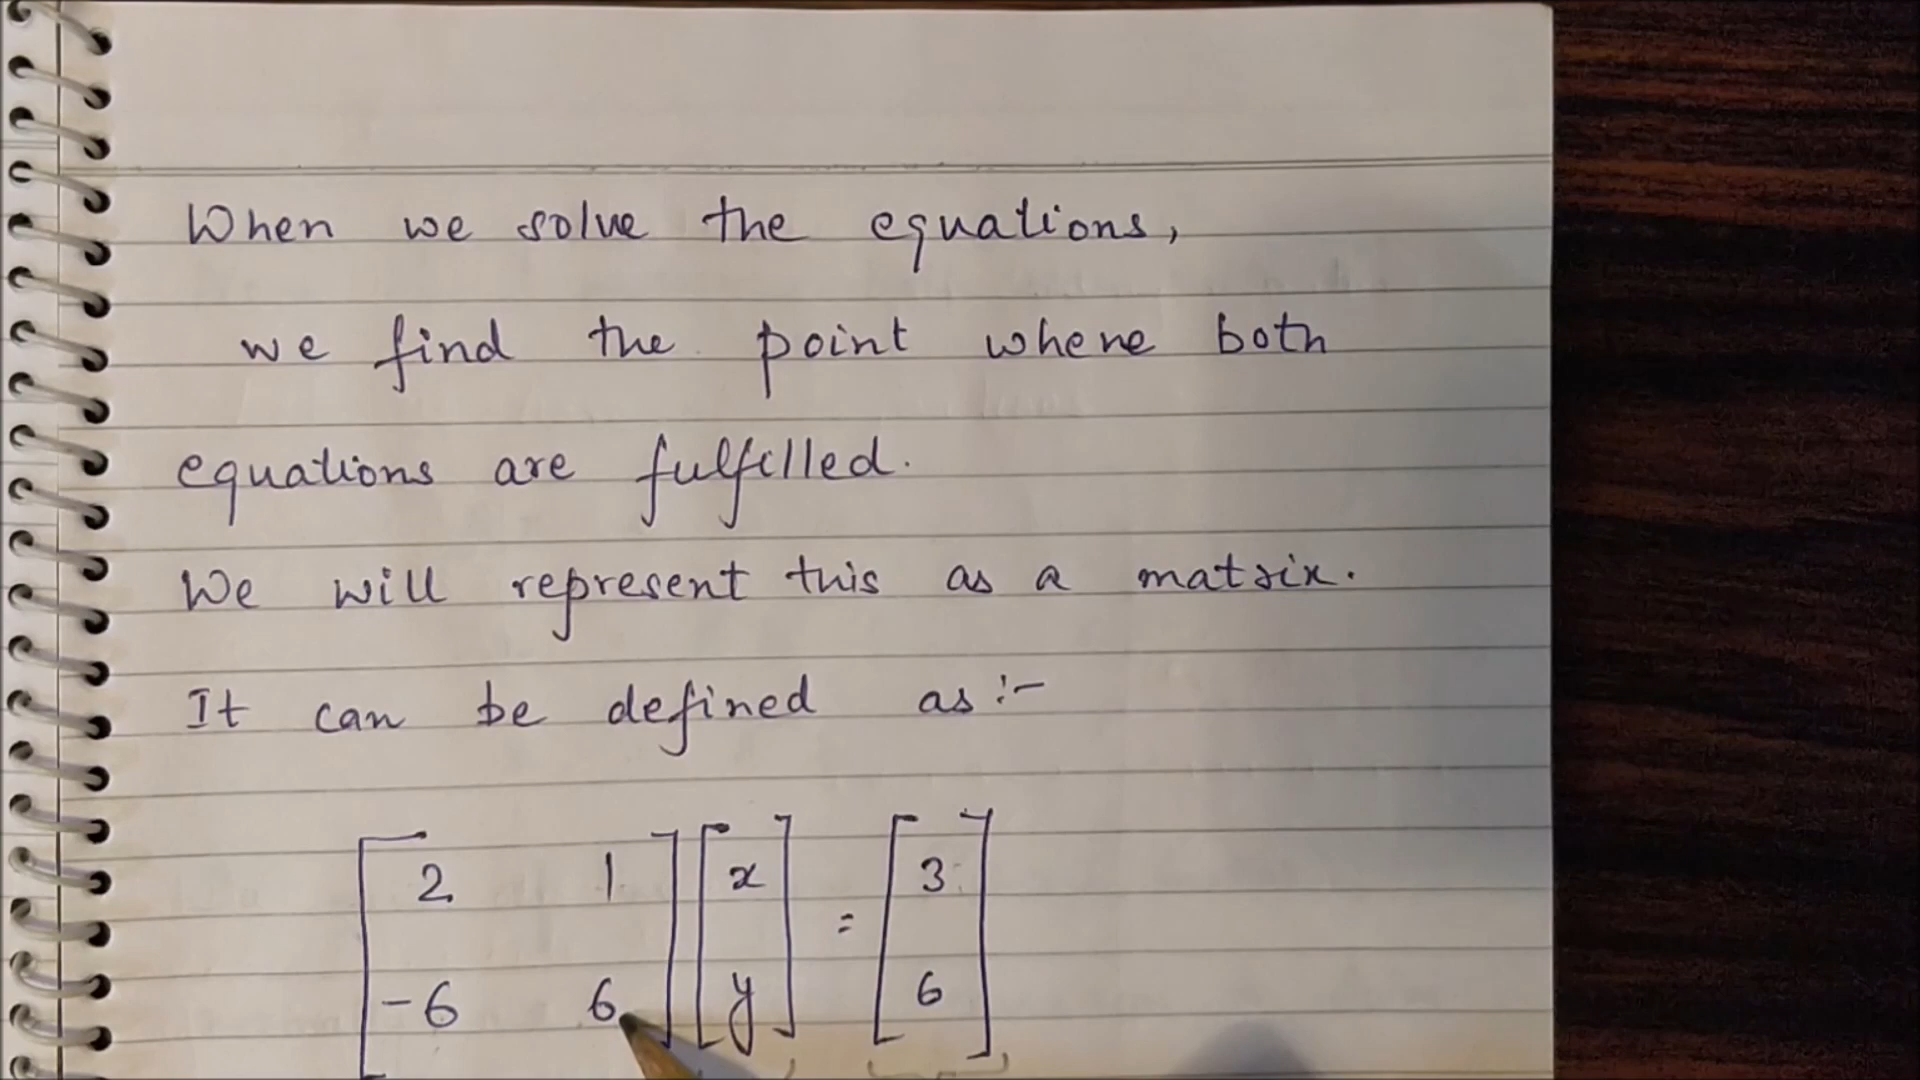 When we solve the equations,
we find the point where both
equations are fulfilled.
We will represent this as a matrix.
It can be defined as :-
[ 2 1 ] [ x ] = [ 3 ]
[ -6 6 ] [ y ] [ 6 ]